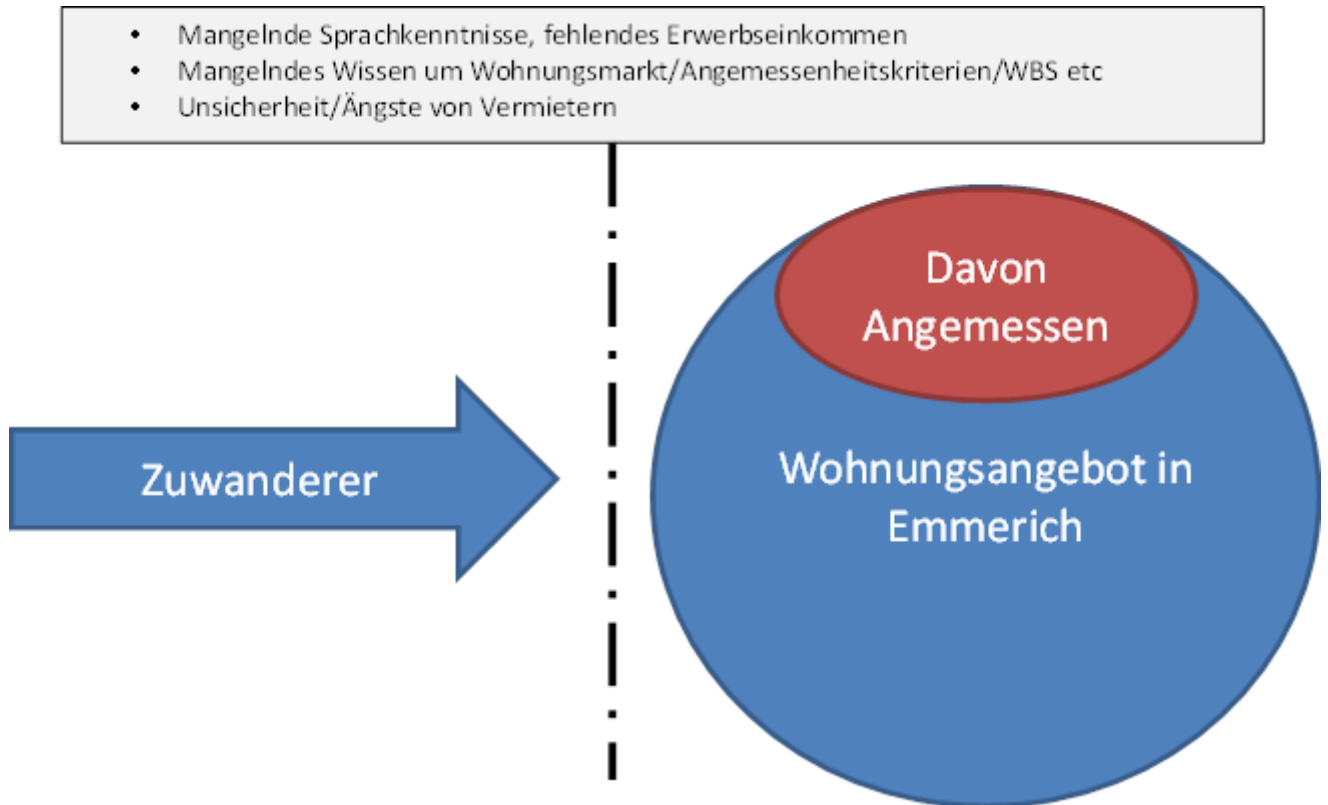 • Mangelnde Sprachkenntnisse, fehlendes Erwerbseinkommen
• Mangelndes Wissen um Wohnungsmarkt/Angemessenheitskriterien/WBS etc
• Unsicherheit/Ängste von Vermietern
Davon
Angemessen
Zuwanderer
Wohnungsangebot in
Emmerich